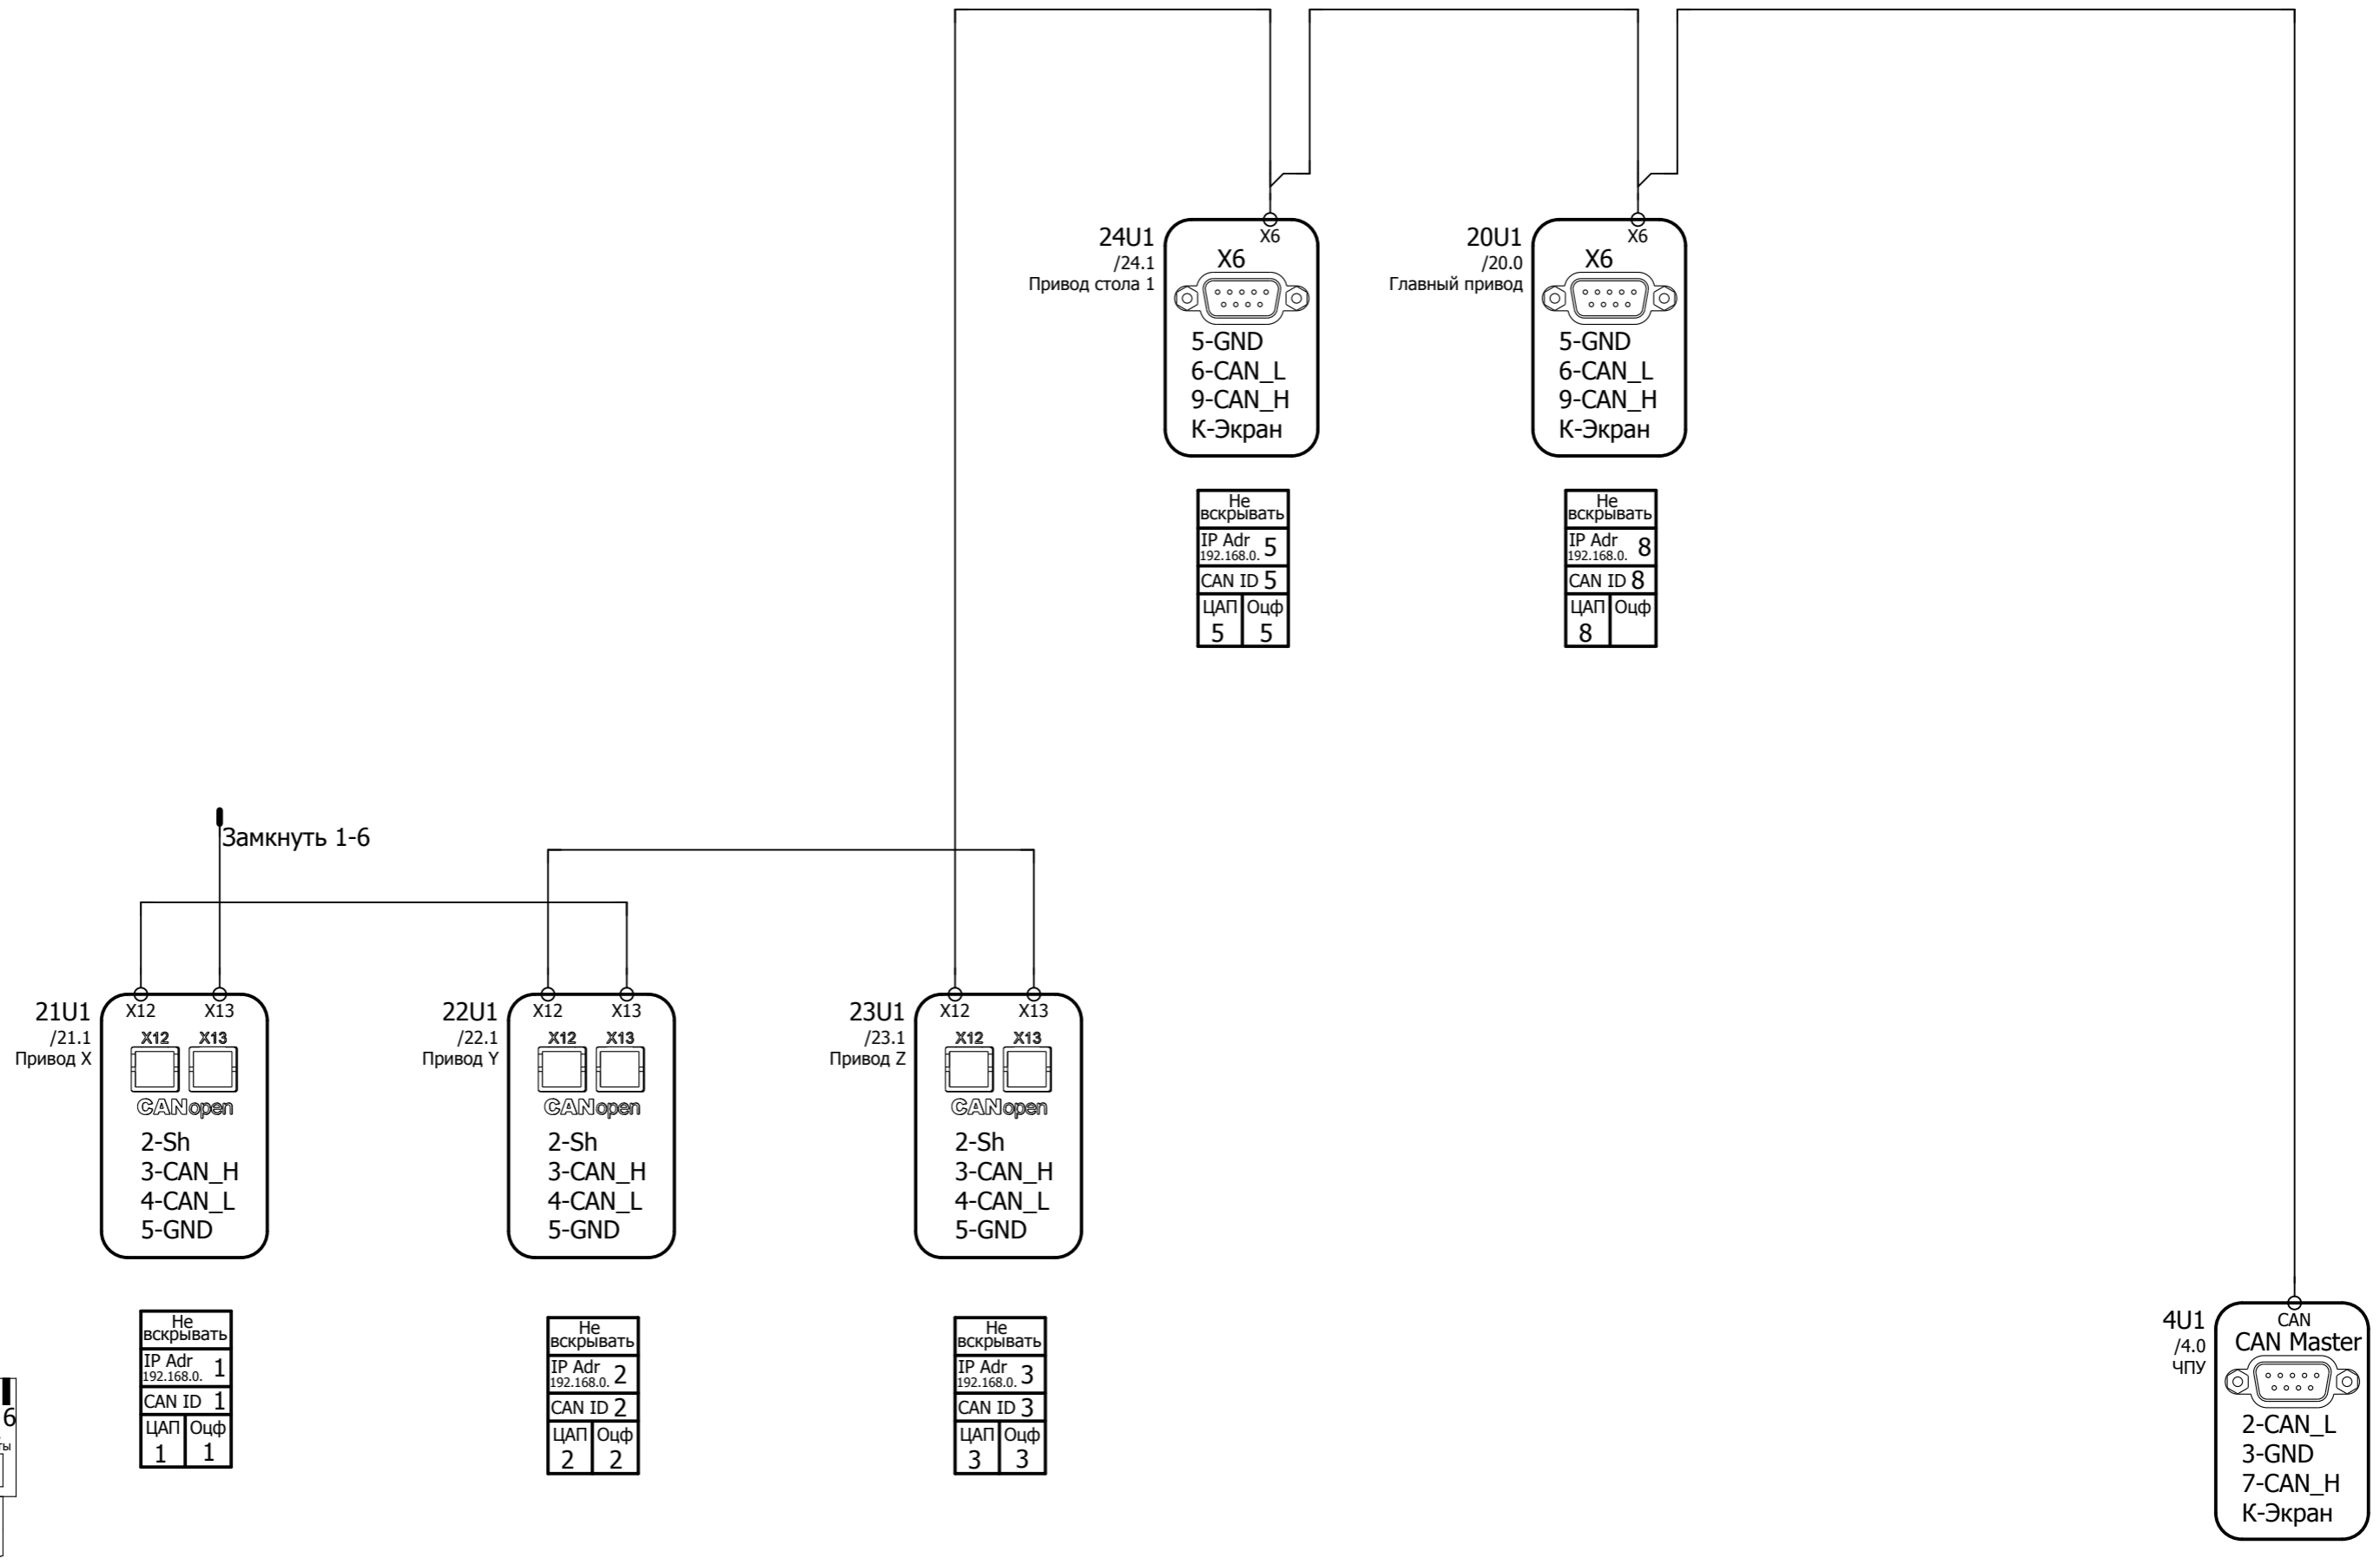 24U1
/24.1
Привод стола 1
X6
X6
5-GND
6-CAN_L
9-CAN_H
К-Экран
Не
вскрывать
IP Adr
192.168.0. 5
CAN ID 5
ЦАП Оцф
5 5
20U1
/20.0
Главный привод
X6
X6
5-GND
6-CAN_L
9-CAN_H
К-Экран
Не
вскрывать
IP Adr
192.168.0. 8
CAN ID 8
ЦАП Оцф
8
Замкнуть 1-6
21U1
/21.1
Привод X
X12 X13
X12 X13
CANopen
2-Sh
3-CAN_H
4-CAN_L
5-GND
Не
вскрывать
IP Adr
192.168.0. 1
CAN ID 1
ЦАП Оцф
1 1
22U1
/22.1
Привод Y
X12 X13
X12 X13
CANopen
2-Sh
3-CAN_H
4-CAN_L
5-GND
Не
вскрывать
IP Adr
192.168.0. 2
CAN ID 2
ЦАП Оцф
2 2
23U1
/23.1
Привод Z
X12 X13
X12 X13
CANopen
2-Sh
3-CAN_H
4-CAN_L
5-GND
Не
вскрывать
IP Adr
192.168.0. 3
CAN ID 3
ЦАП Оцф
3 3
4U1
/4.0
ЧПУ
CAN
CAN Master
2-CAN_L
3-GND
7-CAN_H
К-Экран
6